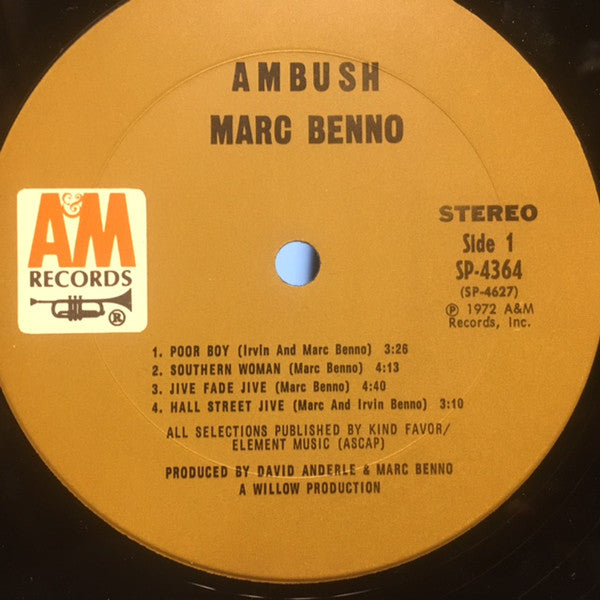 AMBUSH
MARC BENNO
A&M
RECORDS
®
STEREO
Side 1
SP-4364
(SP-4627)
℗ 1972 A&M
Records, Inc.
1. POOR BOY (Irvin And Marc Benno) 3:26
2. SOUTHERN WOMAN (Marc Benno) 4:13
3. JIVE FADE JIVE (Marc Benno) 4:40
4. HALL STREET JIVE (Marc And Irvin Benno) 3:10
ALL SELECTIONS PUBLISHED BY KIND FAVOR/
ELEMENT MUSIC (ASCAP)
PRODUCED BY DAVID ANDERLE & MARC BENNO
A WILLOW PRODUCTION